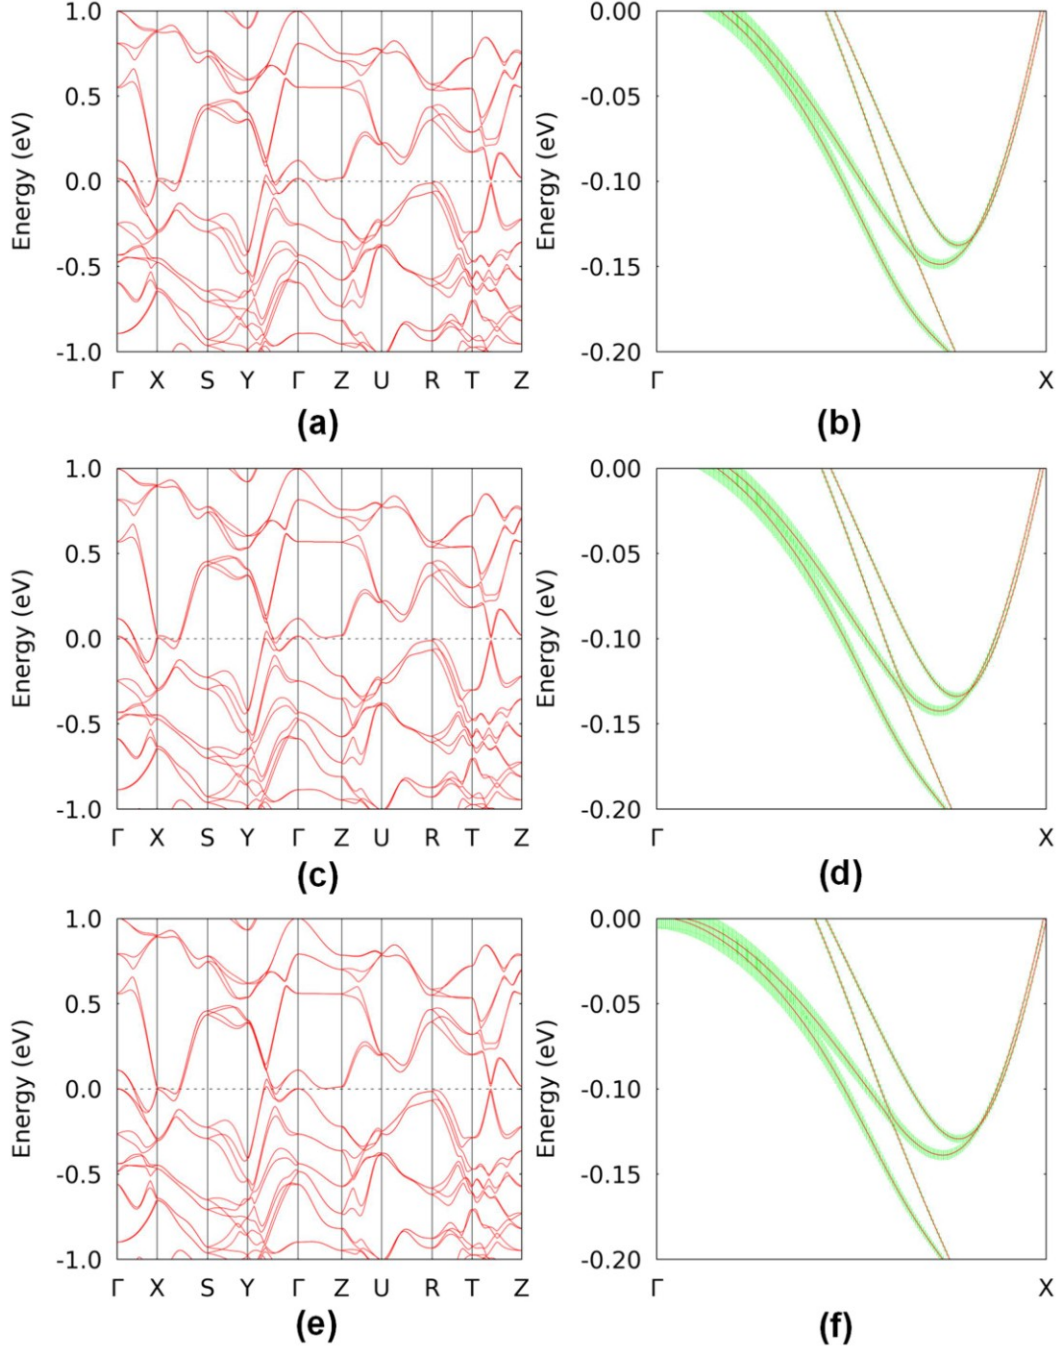 1.0
0.5
0.0
-0.5
-1.0
Energy (eV)
Γ X S Y Γ Z U R T Z
(a)
0.00
-0.05
-0.10
-0.15
-0.20
Energy (eV)
Γ X
(b)
1.0
0.5
0.0
-0.5
-1.0
Energy (eV)
Γ X S Y Γ Z U R T Z
(c)
0.00
-0.05
-0.10
-0.15
-0.20
Energy (eV)
Γ X
(d)
1.0
0.5
0.0
-0.5
-1.0
Energy (eV)
Γ X S Y Γ Z U R T Z
(e)
0.00
-0.05
-0.10
-0.15
-0.20
Energy (eV)
Γ X
(f)